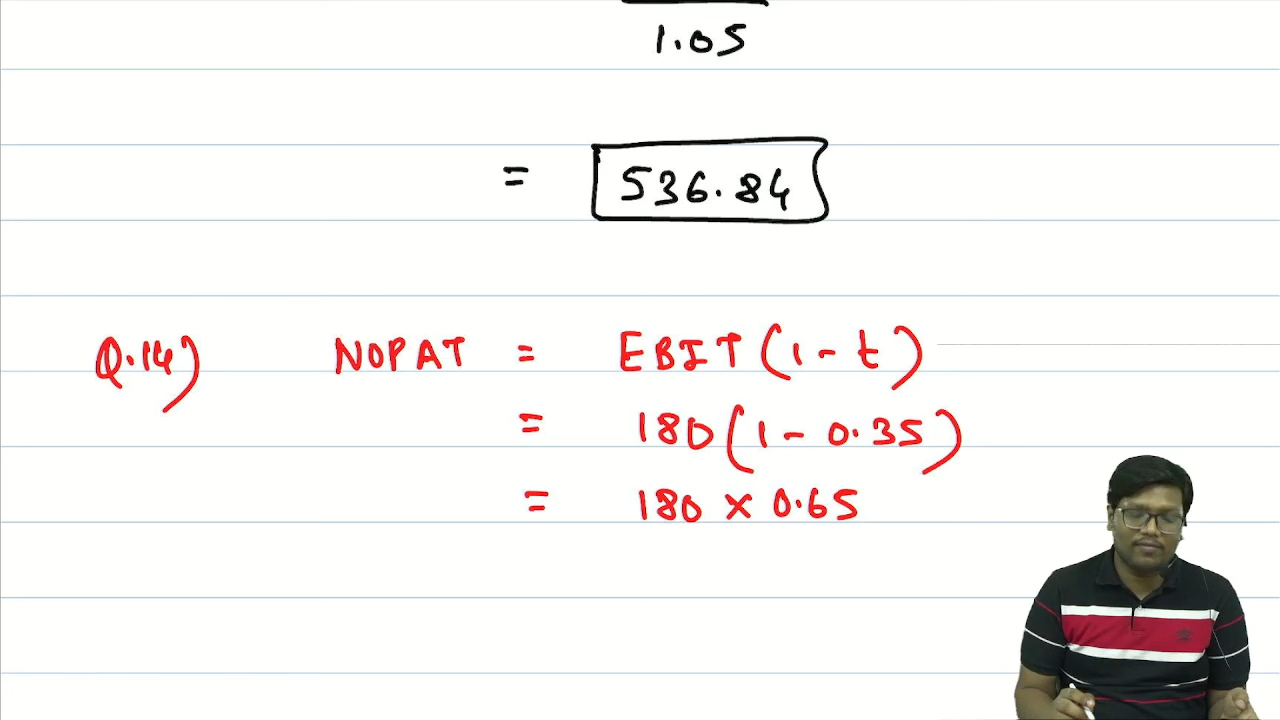 1.05
= 536.84
Q.14) NOPAT = EBIT(1-t)
= 180(1-0.35)
= 180 × 0.65